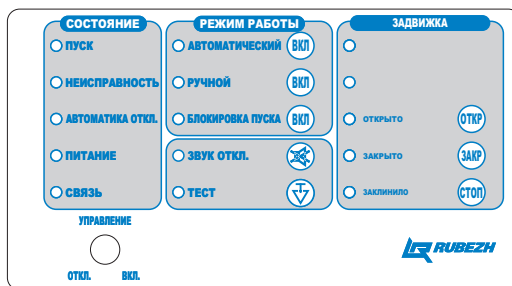 СОСТОЯНИЕ
ПУСК
НЕИСПРАВНОСТЬ
АВТОМАТИКА ОТКЛ.
ПИТАНИЕ
СВЯЗЬ
РЕЖИМ РАБОТЫ
АВТОМАТИЧЕСКИЙ ВКЛ
РУЧНОЙ ВКЛ
БЛОКИРОВКА ПУСКА ВКЛ
ЗВУК ОТКЛ.
ТЕСТ
ЗАДВИЖКА
ОТКРЫТО ОТКР
ЗАКРЫТО ЗАКР
ЗАКЛИНИЛО СТОП
УПРАВЛЕНИЕ
ОТКЛ. ВКЛ.
RUBEZH